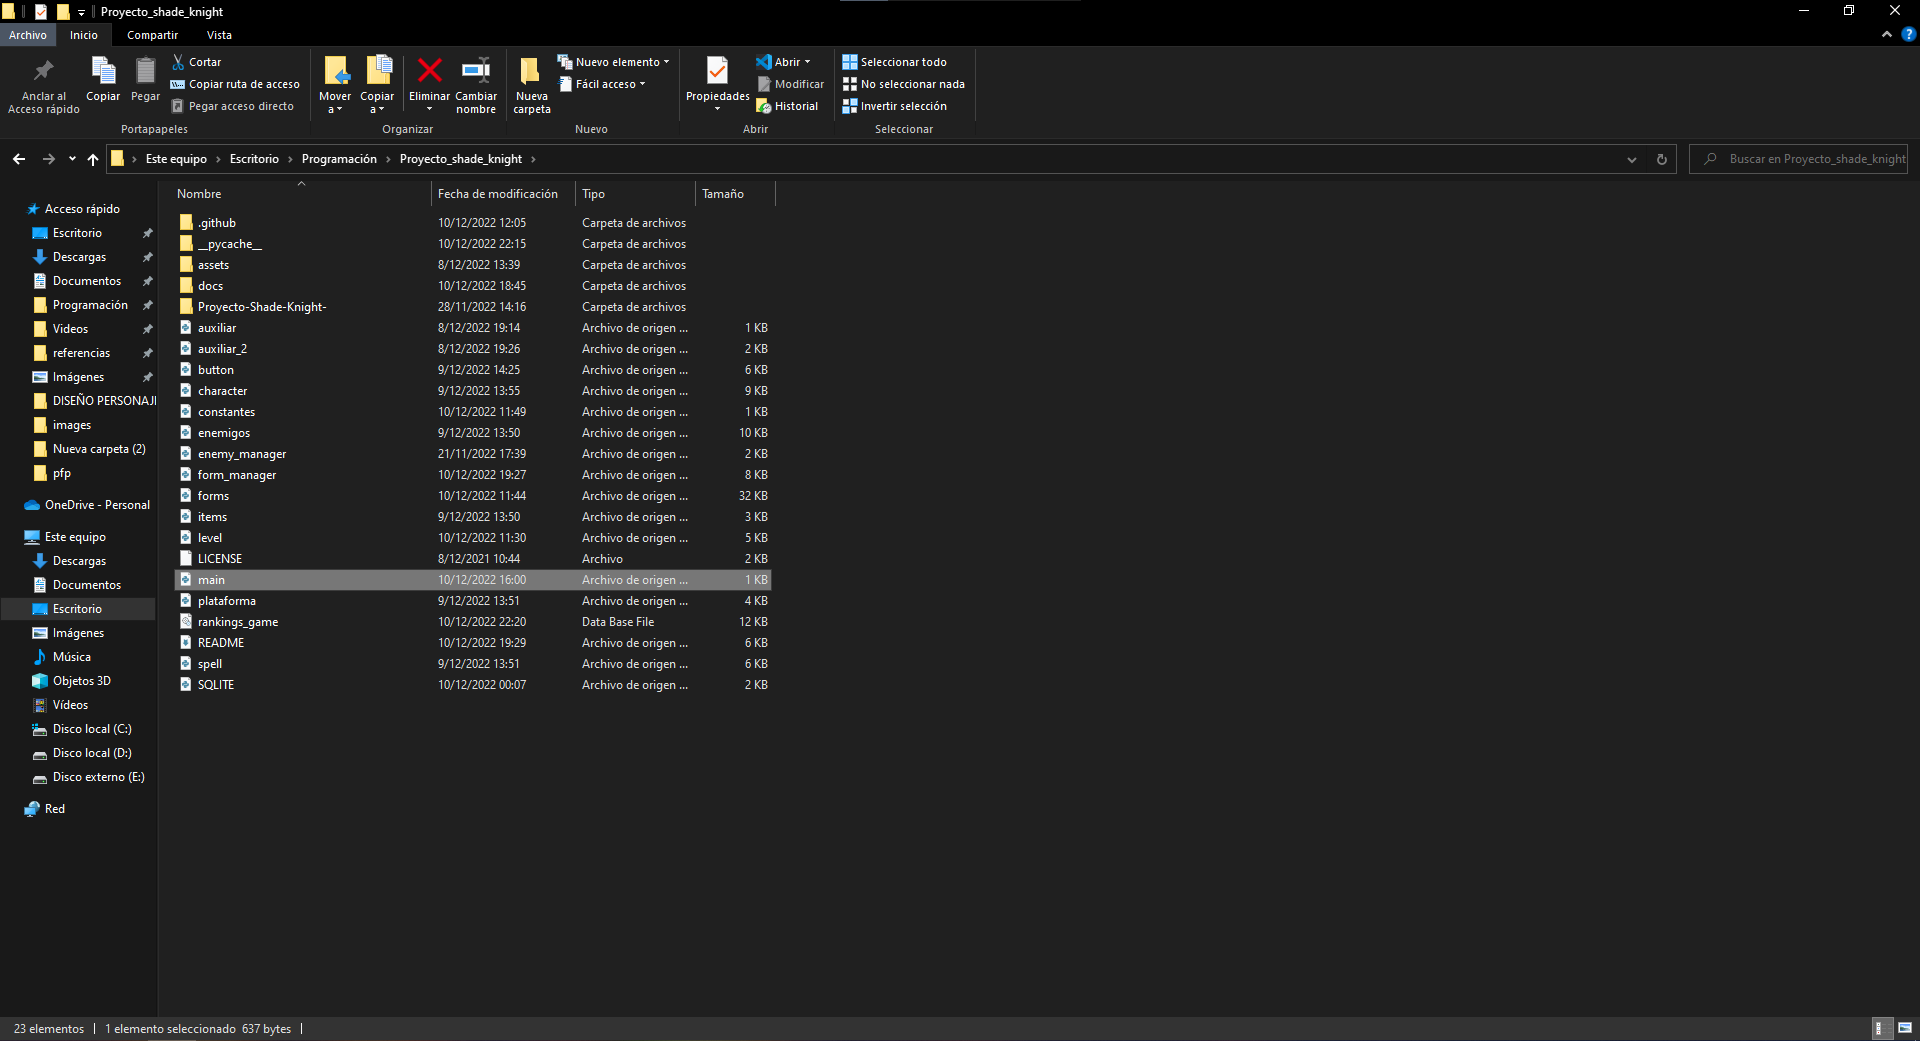 Proyecto_shade_knight
Archivo Inicio Compartir Vista
Anclar al Acceso rápido
Copiar
Pegar
Cortar
Copiar ruta de acceso
Pegar acceso directo
Portapapeles
Mover a
Copiar a
Eliminar
Cambiar nombre
Organizar
Nueva carpeta
Nuevo elemento
Fácil acceso
Nuevo
Propiedades
Abrir
Modificar
Historial
Abrir
Seleccionar todo
No seleccionar nada
Invertir selección
Seleccionar
Este equipo Escritorio Programación Proyecto_shade_knight
Buscar en Proyecto_shade_knight
Acceso rápido
Escritorio
Descargas
Documentos
Programación
Videos
referencias
Imágenes
DISEÑO PERSONAJ
images
Nueva carpeta (2)
pfp
OneDrive - Personal
Este equipo
Descargas
Documentos
Escritorio
Imágenes
Música
Objetos 3D
Vídeos
Disco local (C:)
Disco local (D:)
Disco externo (E:)
Red
Nombre Fecha de modificación Tipo Tamaño
.github 10/12/2022 12:05 Carpeta de archivos
__pycache__ 10/12/2022 22:15 Carpeta de archivos
assets 8/12/2022 13:39 Carpeta de archivos
docs 10/12/2022 18:45 Carpeta de archivos
Proyecto-Shade-Knight- 28/11/2022 14:16 Carpeta de archivos
auxiliar 8/12/2022 19:14 Archivo de origen ... 1 KB
auxiliar_2 8/12/2022 19:26 Archivo de origen ... 2 KB
button 9/12/2022 14:25 Archivo de origen ... 6 KB
character 9/12/2022 13:55 Archivo de origen ... 9 KB
constantes 10/12/2022 11:49 Archivo de origen ... 1 KB
enemigos 9/12/2022 13:50 Archivo de origen ... 10 KB
enemy_manager 21/11/2022 17:39 Archivo de origen ... 2 KB
form_manager 10/12/2022 19:27 Archivo de origen ... 8 KB
forms 10/12/2022 11:44 Archivo de origen ... 32 KB
items 9/12/2022 13:50 Archivo de origen ... 3 KB
level 10/12/2022 11:30 Archivo de origen ... 5 KB
LICENSE 8/12/2021 10:44 Archivo 2 KB
main 10/12/2022 16:00 Archivo de origen ... 1 KB
plataforma 9/12/2022 13:51 Archivo de origen ... 4 KB
rankings_game 10/12/2022 22:20 Data Base File 12 KB
README 10/12/2022 19:29 Archivo de origen ... 6 KB
spell 9/12/2022 13:51 Archivo de origen ... 6 KB
SQLITE 10/12/2022 00:07 Archivo de origen ... 2 KB
23 elementos 1 elemento seleccionado 637 bytes